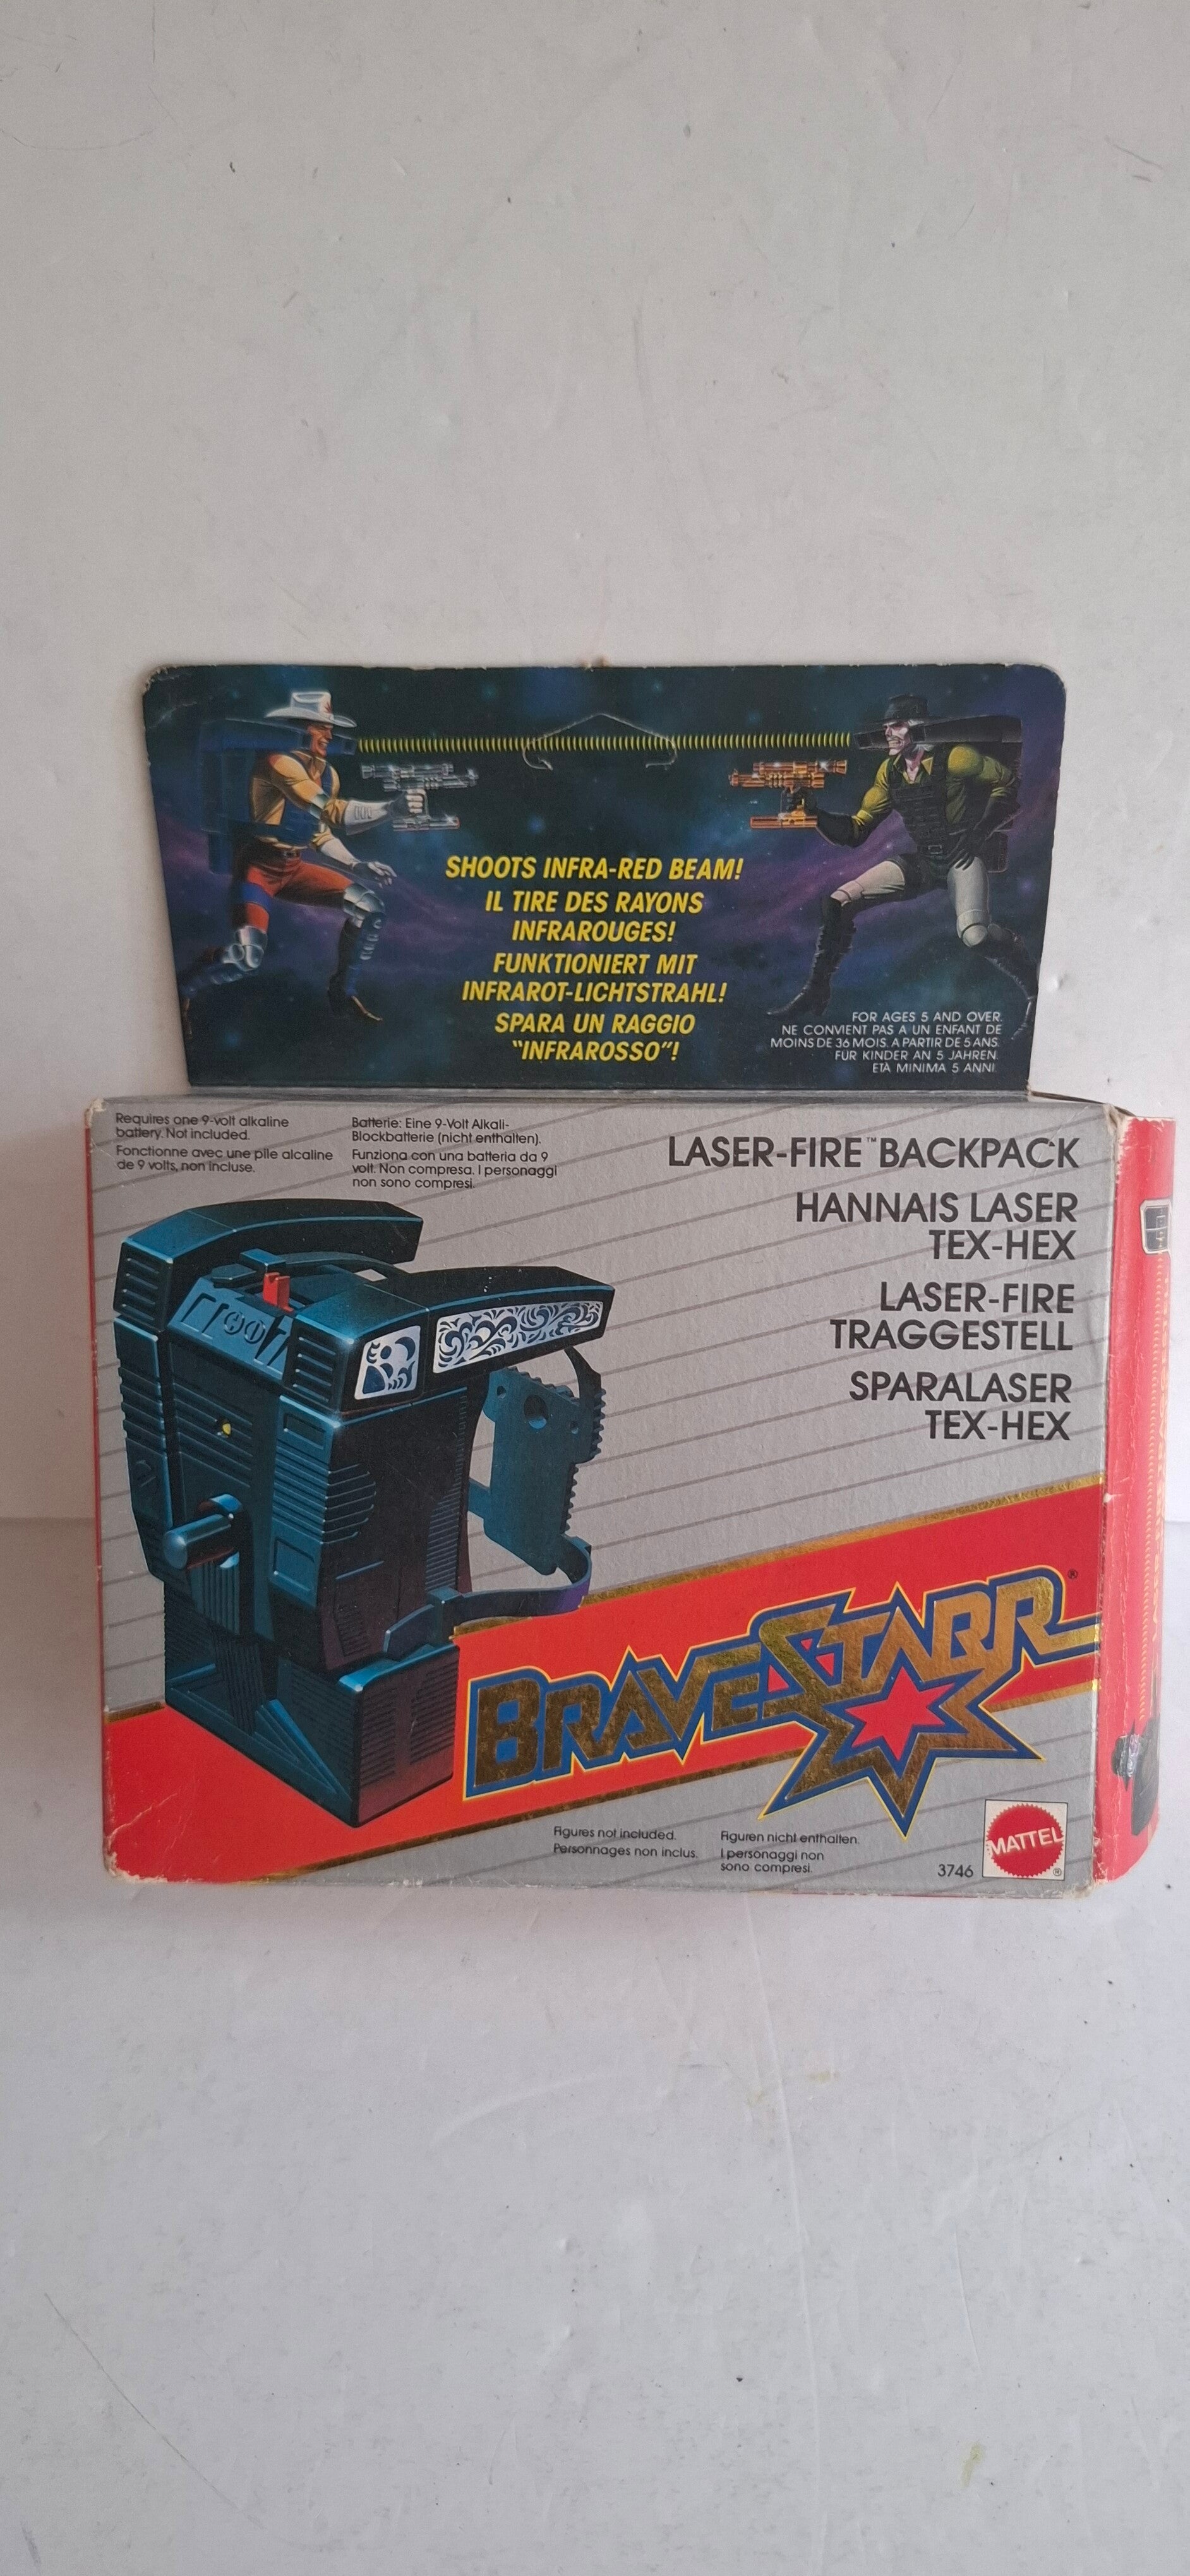 SHOOTS INFRA-RED BEAM!
IL TIRE DES RAYONS
INFRAROUGES!
FUNKTIONIERT MIT
INFRAROT-LICHTSTRAHL!
SPARA UN RAGGIO
"INFRAROSSO"!
FOR AGES 5 AND OVER.
NE CONVIENT PAS A UN ENFANT DE
MOINS DE 36 MOIS. A PARTIR DE 5 ANS.
FÜR KINDER AN 5 JAHREN.
ETA MINIMA 5 ANNI.
Requires one 9-volt alkaline
battery. Not included.
Fonctionne avec une pile alcaline
de 9 volts, non incluse.
Batterie: Eine 9-Volt Alkali-
Blockbatterie (nicht enthalten).
Funziona con una batteria da 9
volt. Non compresa. I personaggi
non sono compresi.
LASER-FIRE™ BACKPACK
HANNAIS LASER
TEX-HEX
LASER-FIRE
TRAGGESTELL
SPARALASER
TEX-HEX
BRAVESTARR®
Figures not included.
Personnages non inclus.
Figuren nicht enthalten.
I personaggi non
sono compresi.
3746
MATTEL®